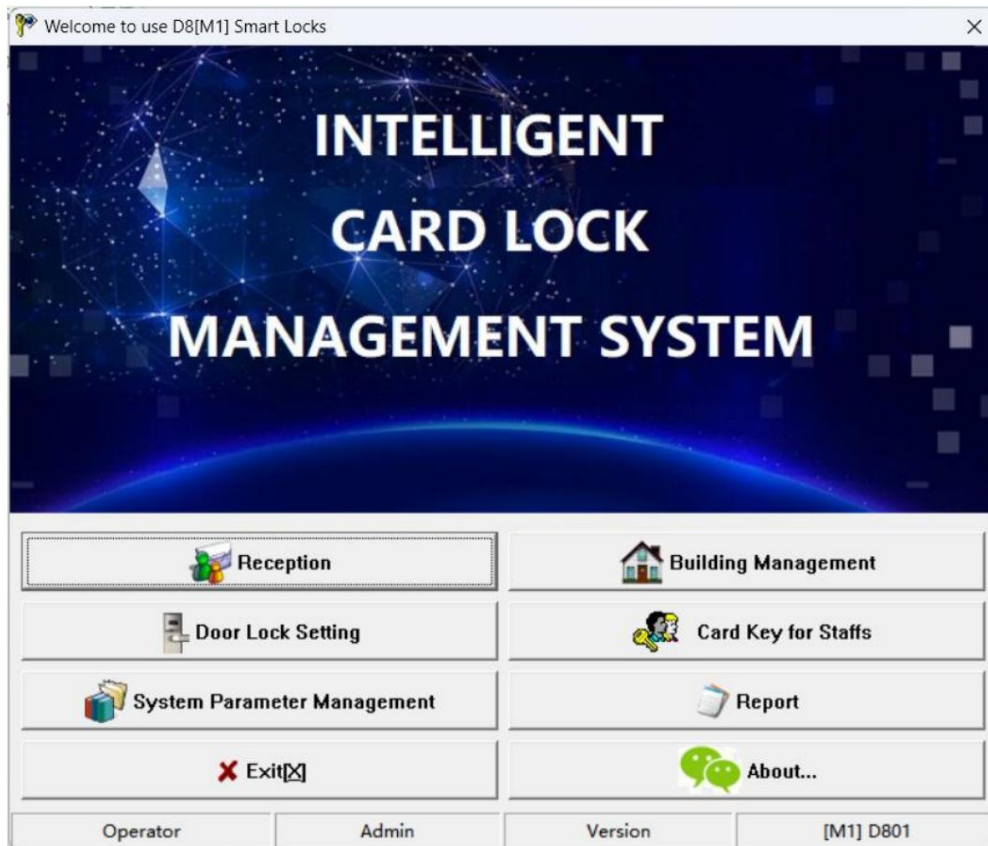 Welcome to use D8[M1] Smart Locks
INTELLIGENT
CARD LOCK
MANAGEMENT SYSTEM
Reception
Building Management
Door Lock Setting
Card Key for Staffs
System Parameter Management
Report
Exit[X]
About...
Operator
Admin
Version
[M1] D801